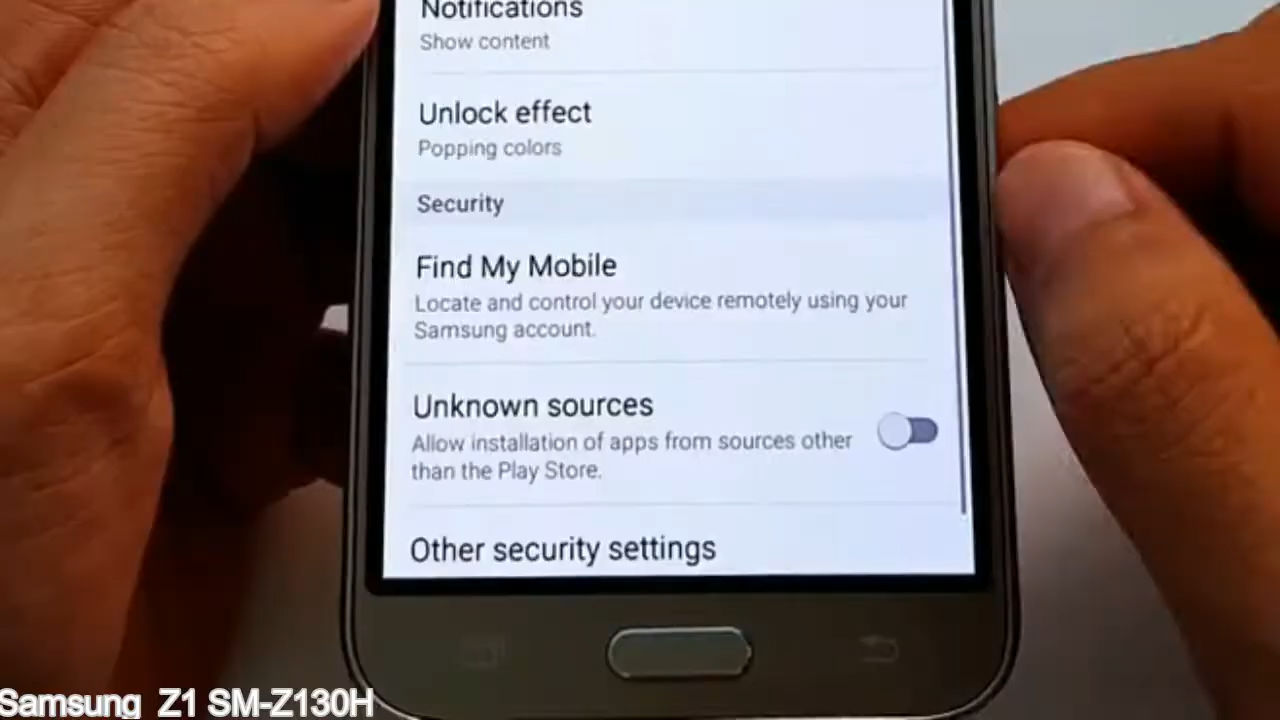 Notifications
Show content
Unlock effect
Popping colors
Security
Find My Mobile
Locate and control your device remotely using your
Samsung account.
Unknown sources
Allow installation of apps from sources other
than the Play Store.
Other security settings
Samsung Z1 SM-Z130H